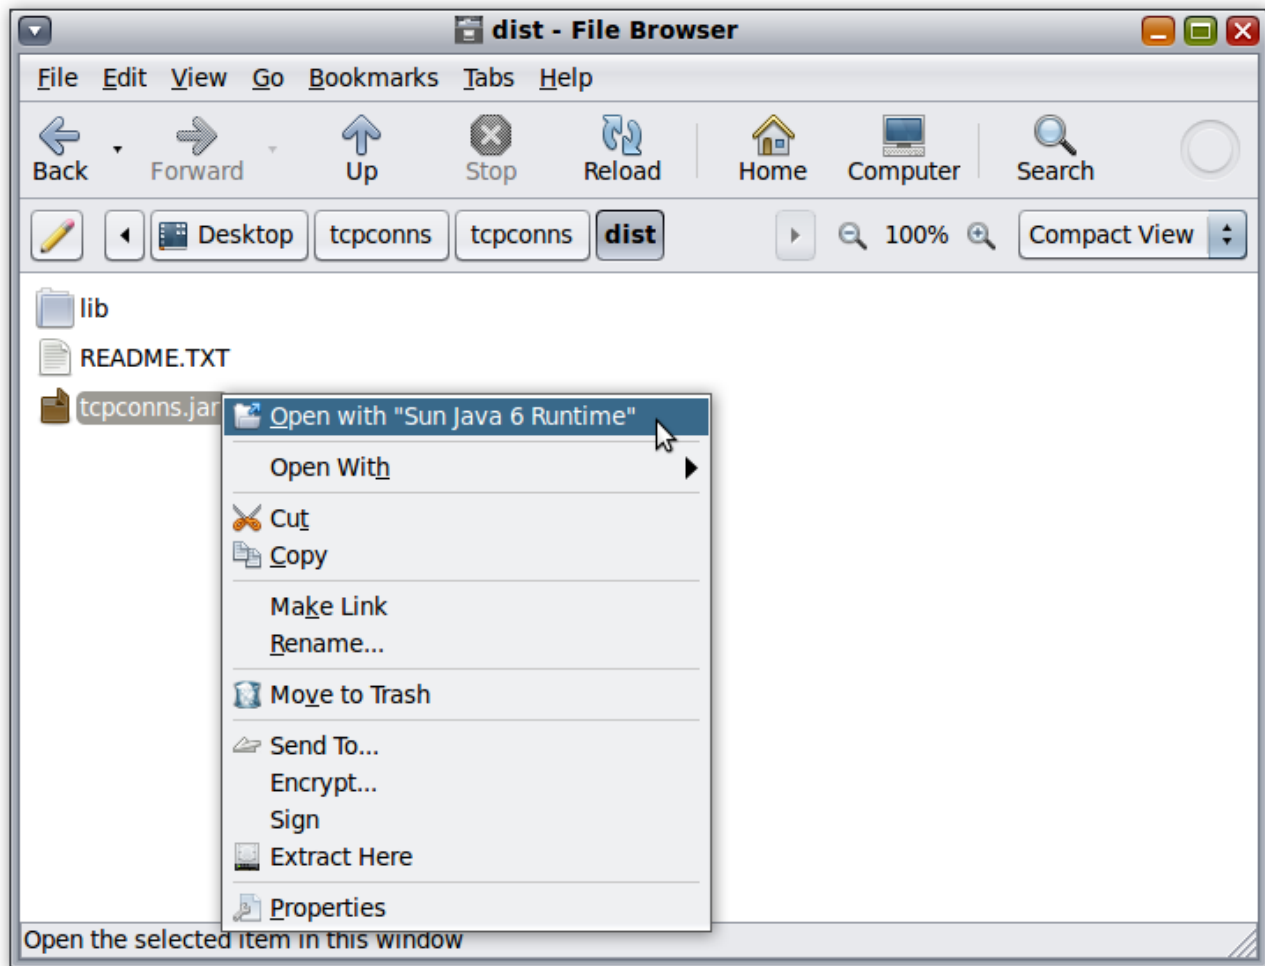 dist - File Browser
File Edit View Go Bookmarks Tabs Help
Back Forward Up Stop Reload Home Computer Search
Desktop tcpconns tcpconns dist 100% Compact View
lib
README.TXT
tcpconns.jar
Open with "Sun Java 6 Runtime"
Open With
Cut
Copy
Make Link
Rename...
Move to Trash
Send To...
Encrypt...
Sign
Extract Here
Properties
Open the selected item in this window